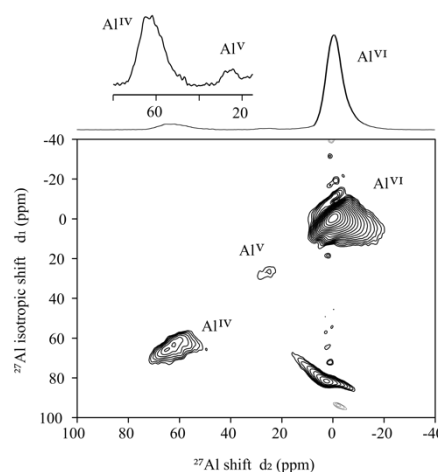 Al^IV
Al^V
Al^VI
60
20
-40
-20
0
20
40
60
80
100
Al^VI
Al^V
Al^IV
100
80
60
40
20
0
-20
-40
²⁷Al isotropic shift d₁ (ppm)
²⁷Al shift d₂ (ppm)